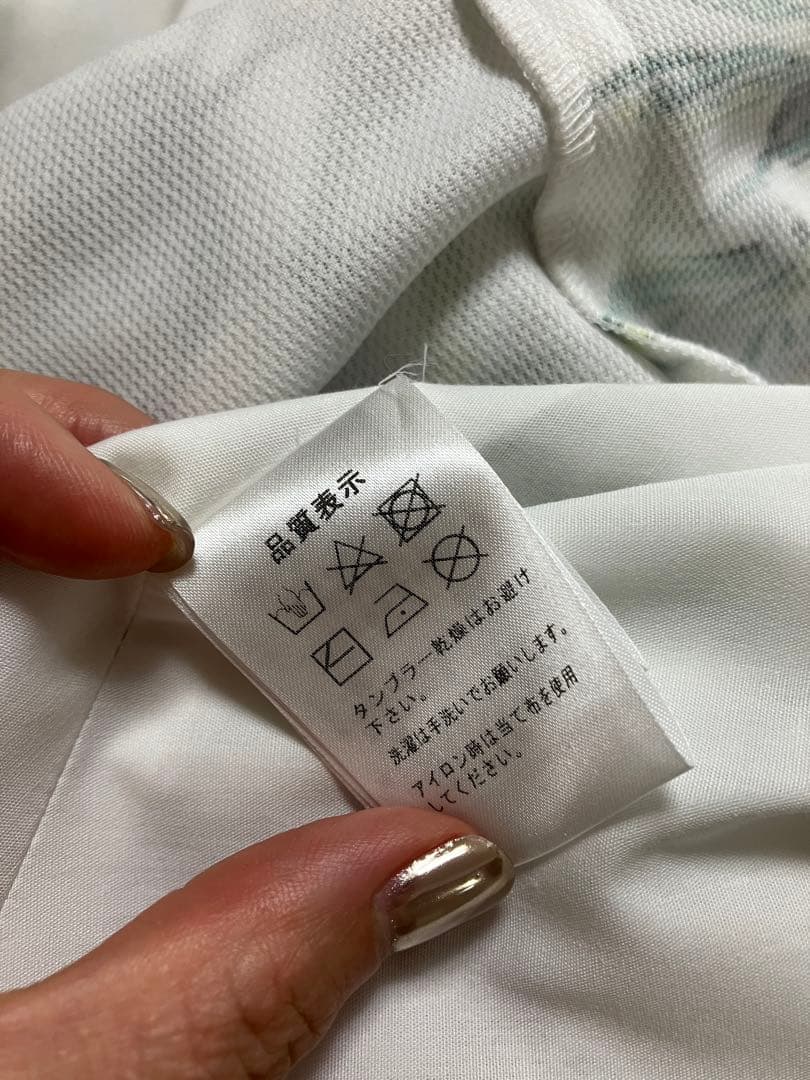 品質表示
タンブラー乾燥はお避け
下さい。
洗濯は手洗いでお願いします。
アイロン時は当て布を使用
してください。